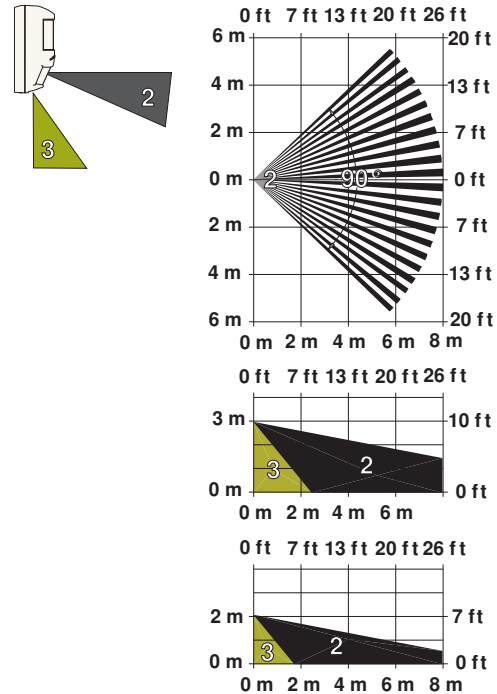 2
3
0 ft 7 ft 13 ft 20 ft 26 ft
6 m 20 ft
4 m 13 ft
2 m 7 ft
0 m 2 90° 0 ft
2 m 7 ft
4 m 13 ft
6 m 20 ft
0 m 2 m 4 m 6 m 8 m
0 ft 7 ft 13 ft 20 ft 26 ft
3 m 10 ft
3 2
0 m 0 ft
0 m 2 m 4 m 6 m
0 ft 7 ft 13 ft 20 ft 26 ft
2 m 7 ft
3 2
0 m 0 ft
0 m 2 m 4 m 6 m 8 m